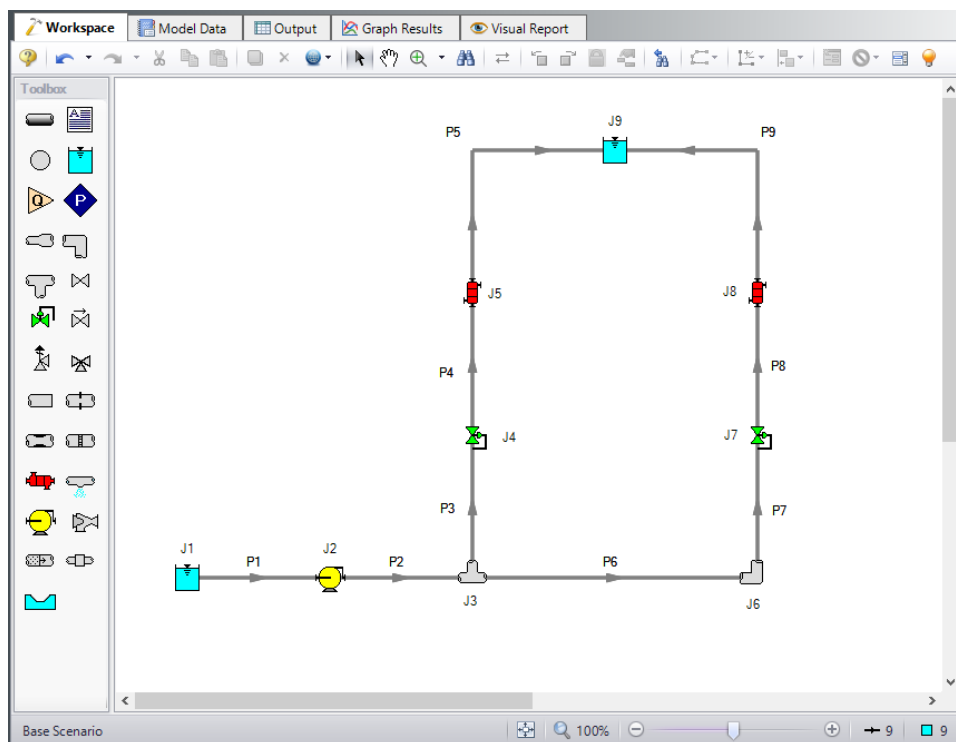 Workspace Model Data Output Graph Results Visual Report
Toolbox
A
Q P
J9
P5 P9
J5 J8
P4 P8
J4 J7
P3 P7
J1 P1 J2 P2 P6
J3 J6
Base Scenario 100% 9 9